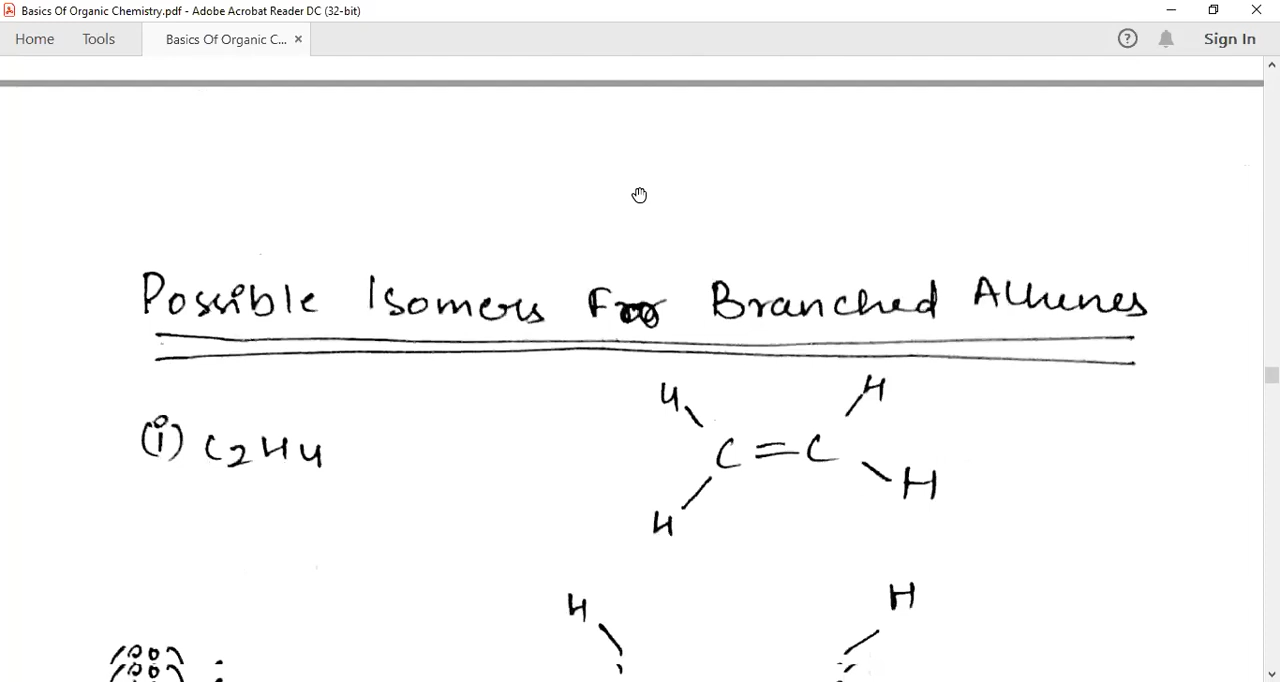 Basics Of Organic Chemistry.pdf - Adobe Acrobat Reader DC (32-bit)
Home Tools Basics Of Organic C... × ? Sign In
Possible Isomers For Branched Alkenes
(i) C2H4
H H
C = C
H
H
H H